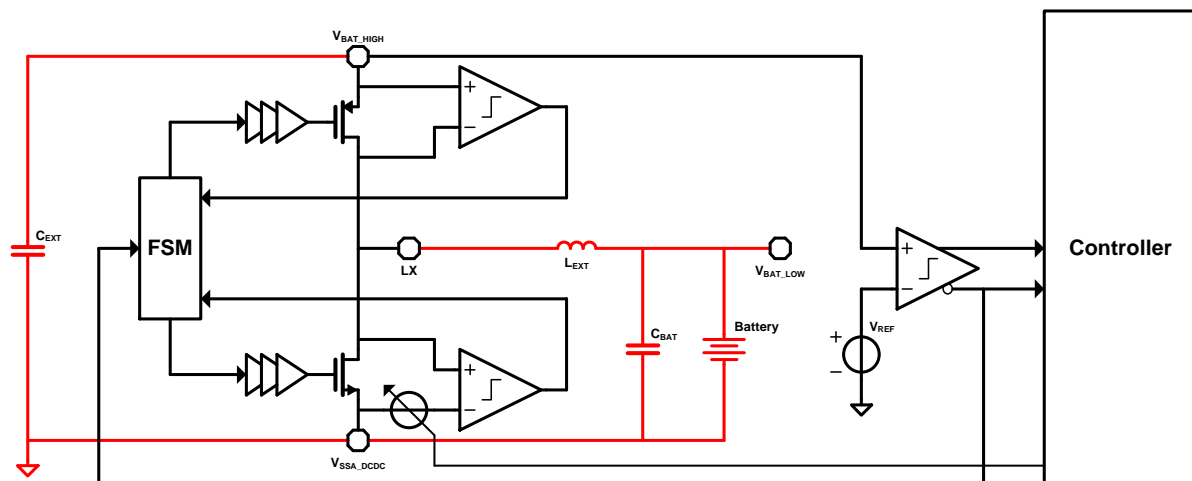 VBAT_HIGH
+
−
CEXT
FSM
LX
LEXT
VBAT_LOW
+
−
Controller
CBAT
Battery
VREF
+
−
+
−
VSSA_DCDC